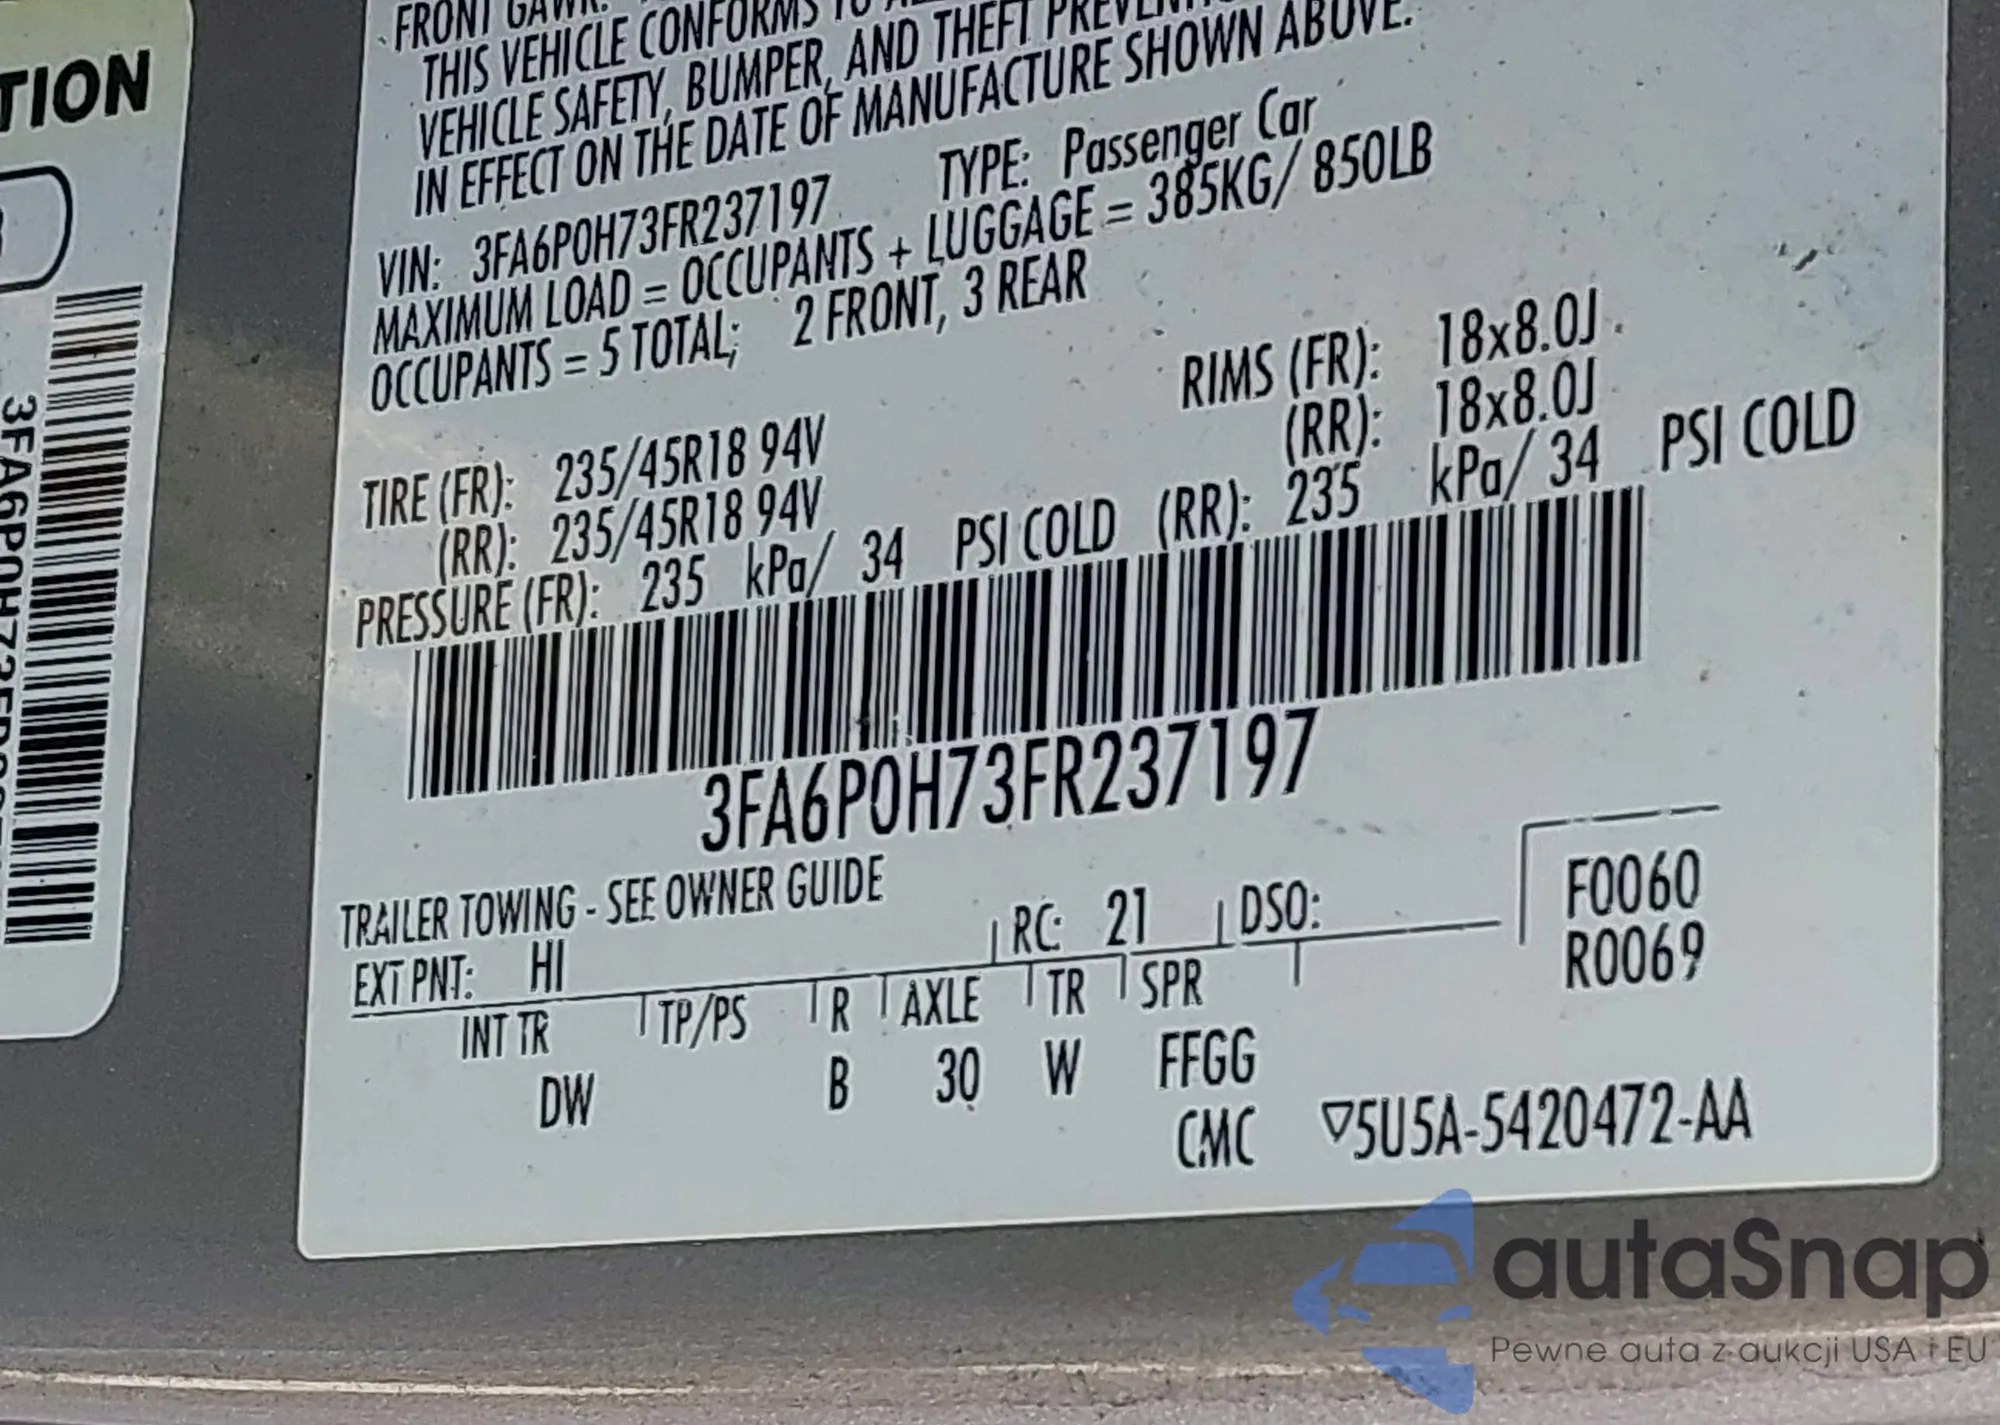 TION
3FA6P0H73F
FRONT GAWR:
THIS VEHICLE CONFORMS TO
VEHICLE SAFETY, BUMPER, AND THEFT PREVENTI
IN EFFECT ON THE DATE OF MANUFACTURE SHOWN ABOVE.
VIN: 3FA6P0H73FR237197 TYPE: Passenger Car
MAXIMUM LOAD = OCCUPANTS + LUGGAGE = 385KG/ 850LB
OCCUPANTS = 5 TOTAL; 2 FRONT, 3 REAR
TIRE (FR): 235/45R18 94V RIMS (FR): 18x8.0J
(RR): 235/45R18 94V (RR): 18x8.0J
PRESSURE (FR): 235 kPa/ 34 PSI COLD (RR): 235 kPa/ 34 PSI COLD
3FA6P0H73FR237197
TRAILER TOWING - SEE OWNER GUIDE
EXT PNT: HI RC: 21 DSO: F0060
R0069
INT TR TP/PS R AXLE TR SPR
DW B 30 W FFGG
CMC ▽5U5A-5420472-AA
autaSnap
Pewne auta z aukcji USA i EU